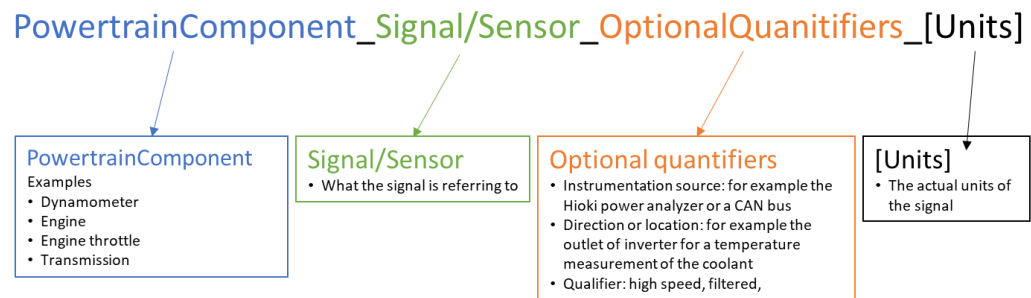 PowertrainComponent_Signal/Sensor_OptionalQuanitifiers_[Units]
PowertrainComponent
Examples
• Dynamometer
• Engine
• Engine throttle
• Transmission
Signal/Sensor
• What the signal is referring to
Optional quantifiers
• Instrumentation source: for example the
Hioki power analyzer or a CAN bus
• Direction or location: for example the
outlet of inverter for a temperature
measurement of the coolant
• Qualifier: high speed, filtered,
[Units]
• The actual units of
the signal